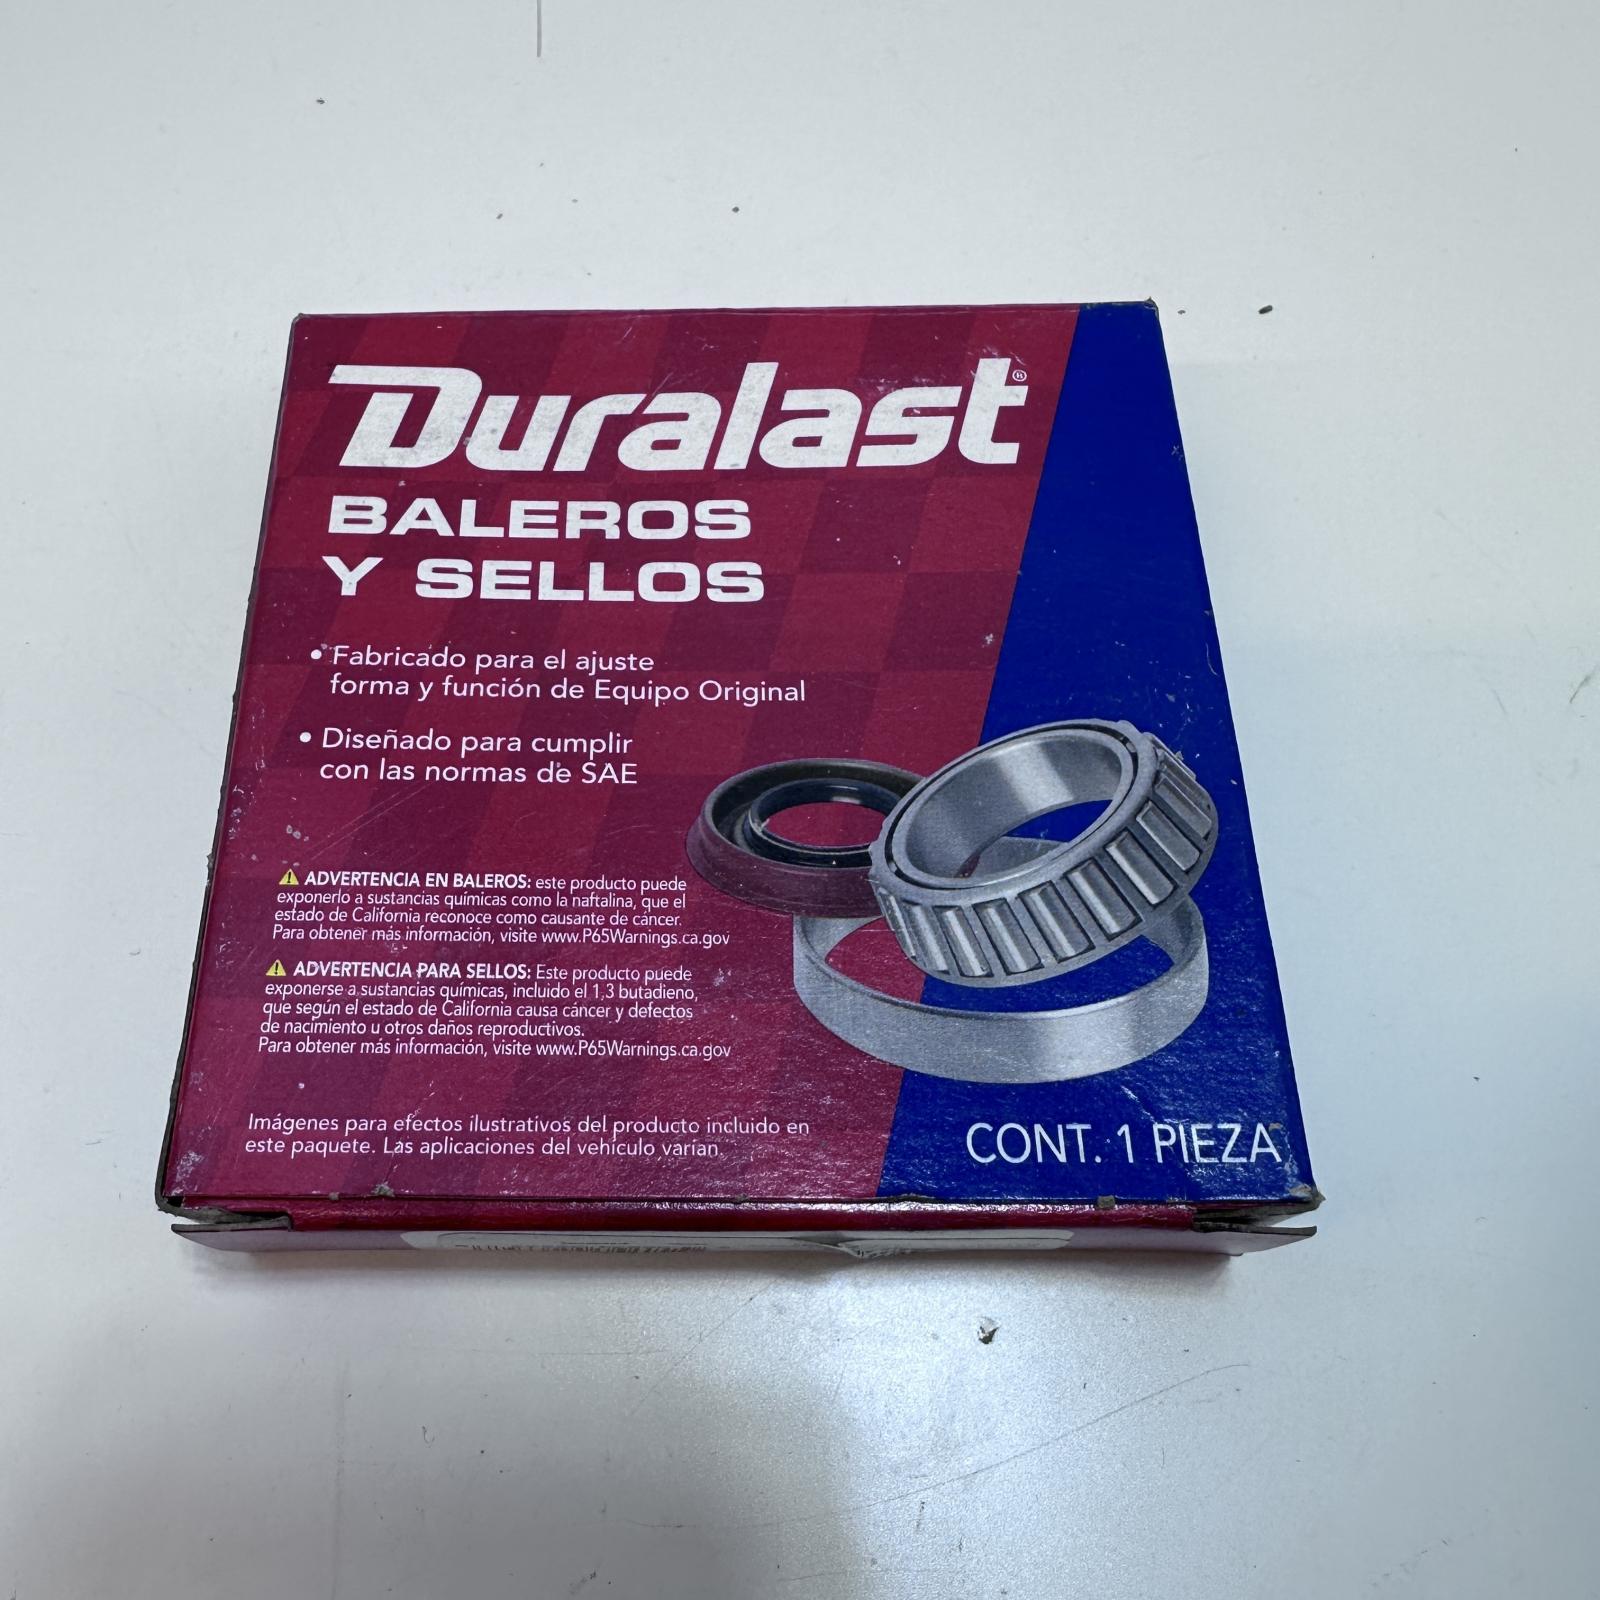 Duralast®
BALEROS
Y SELLOS
• Fabricado para el ajuste
forma y función de Equipo Original
• Diseñado para cumplir
con las normas de SAE
ADVERTENCIA EN BALEROS: este producto puede
exponerlo a sustancias químicas como la naftalina, que el
estado de California reconoce como causante de cáncer.
Para obtener más información, visite www.P65Warnings.ca.gov
ADVERTENCIA PARA SELLOS: Este producto puede
exponerse a sustancias químicas, incluido el 1,3 butadieno,
que según el estado de California causa cáncer y defectos
de nacimiento u otros daños reproductivos.
Para obtener más información, visite www.P65Warnings.ca.gov
Imágenes para efectos ilustrativos del producto incluido en
este paquete. Las aplicaciones del vehículo varían.
CONT. 1 PIEZA